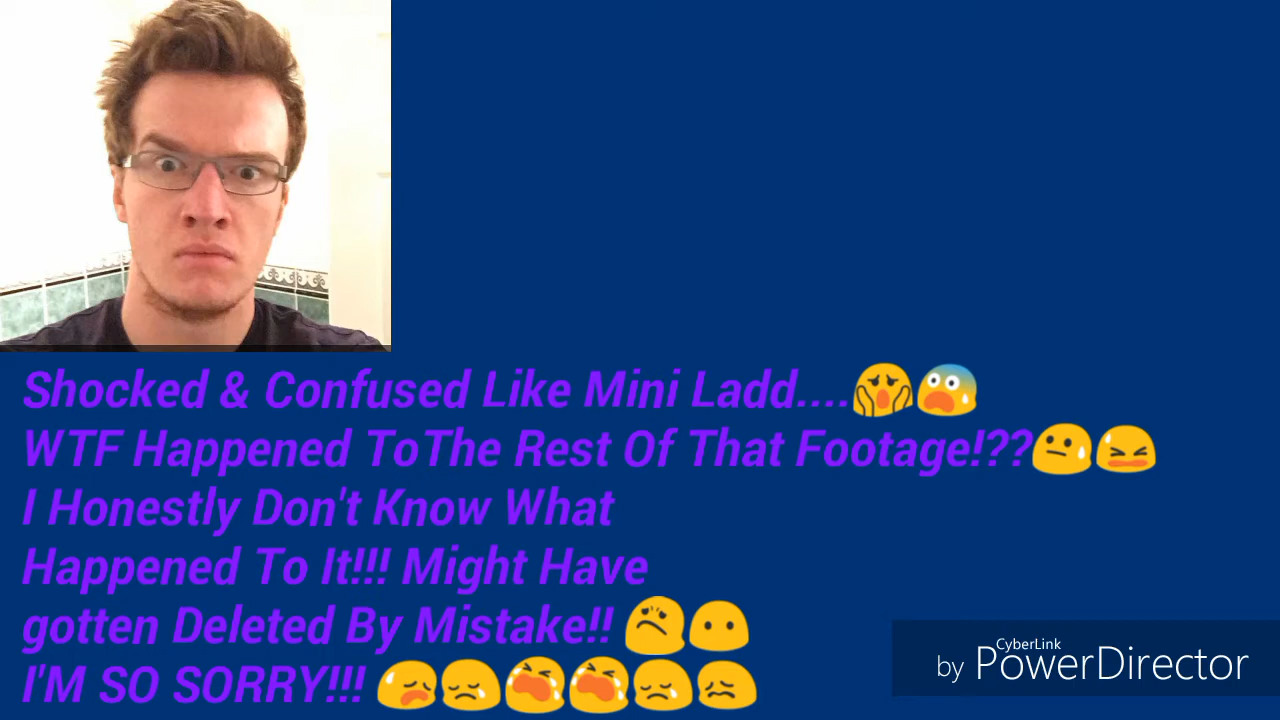 Shocked & Confused Like Mini Ladd....😱😨
WTF Happened ToThe Rest Of That Footage!??😓😫
I Honestly Don't Know What
Happened To It!!! Might Have
gotten Deleted By Mistake!! 😟😶
I'M SO SORRY!!! 😥😢😭😭😢😖
CyberLink
by PowerDirector